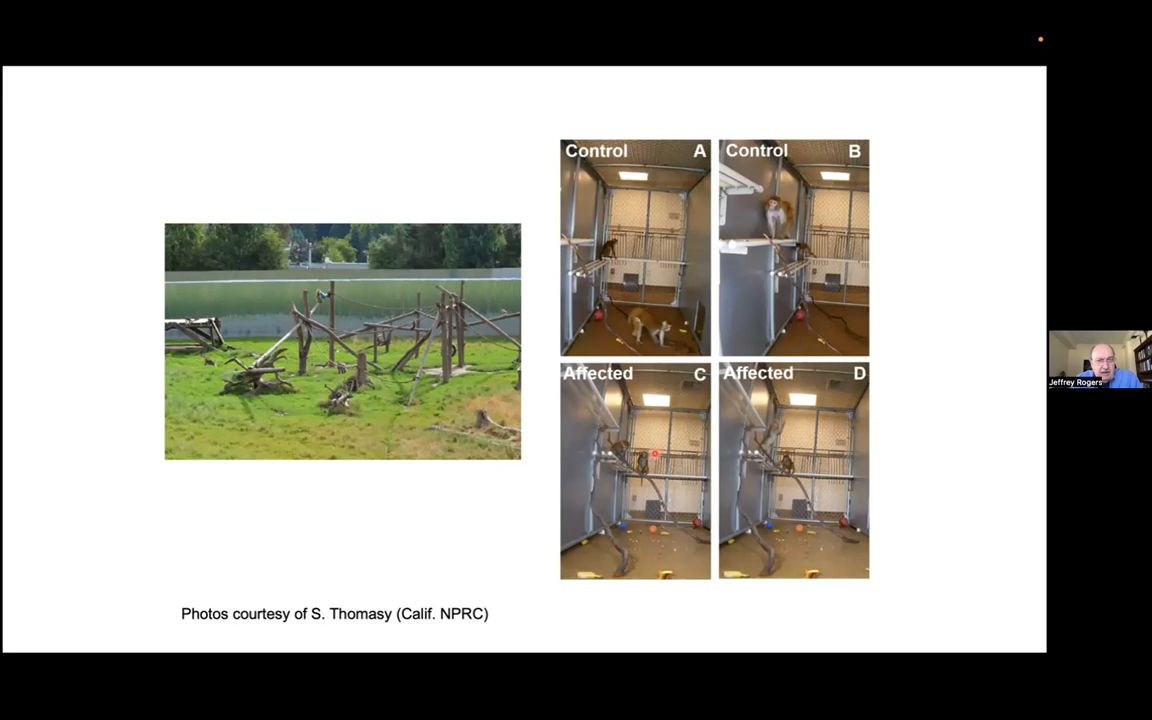 Control A
Control B
Affected C
Affected D
Photos courtesy of S. Thomasy (Calif. NPRC)
Jeffrey Rogers